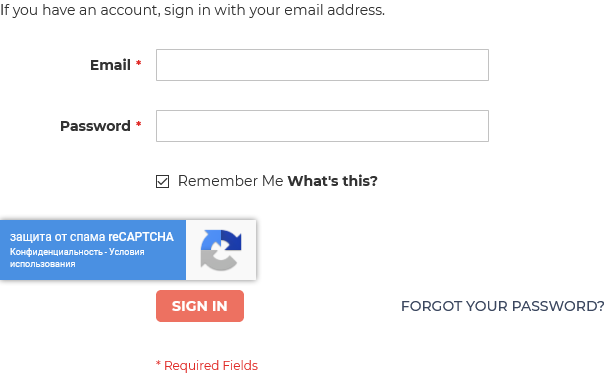 If you have an account, sign in with your email address.
Email *
Password *
Remember Me What's this?
защита от спама reCAPTCHA
Конфиденциальность - Условия
использования
SIGN IN
FORGOT YOUR PASSWORD?
* Required Fields